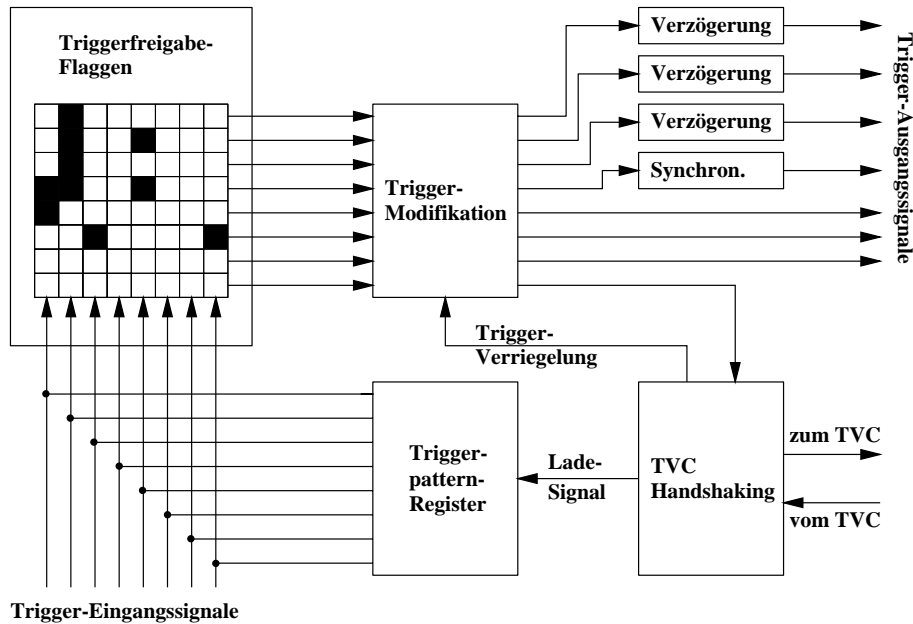 Triggerfreigabe-
Flaggen
Verzögerung
Verzögerung
Verzögerung
Synchron.
Trigger-Ausgangssignale
Trigger-
Modifikation
Trigger-
Verriegelung
Trigger-
pattern-
Register
Lade-
Signal
TVC
Handshaking
zum TVC
vom TVC
Trigger-Eingangssignale